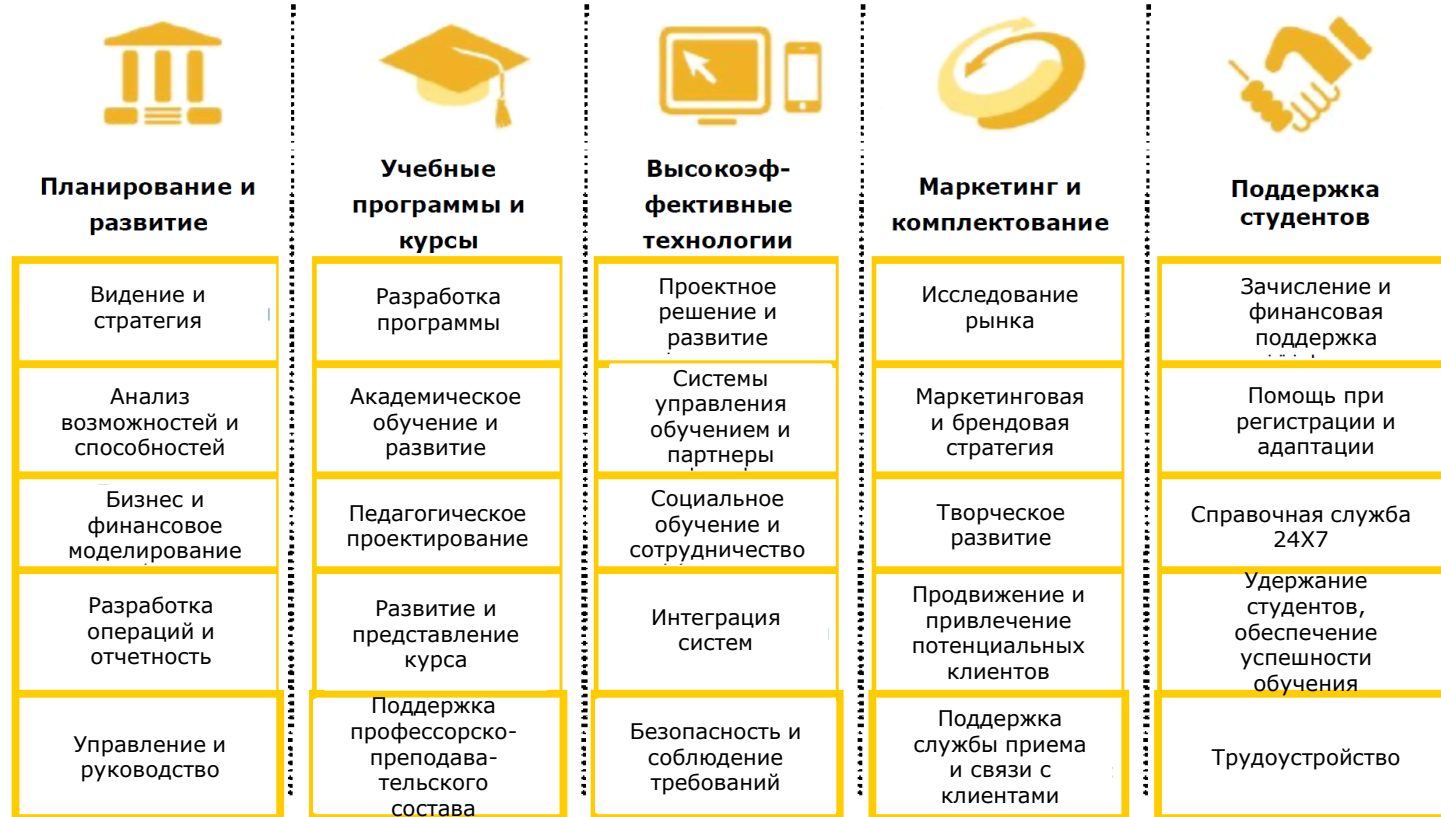 Планирование и
развитие
Видение и
стратегия
Анализ
возможностей и
способностей
Бизнес и
финансовое
моделирование
Разработка
операций и
отчетность
Управление и
руководство
Учебные
программы и
курсы
Разработка
программы
Академическое
обучение и
развитие
Педагогическое
проектирование
Развитие и
представление
курса
Поддержка
профессорско-
преподава-
тельского
состава
Высокоэф-
фективные
технологии
Проектное
решение и
развитие
Системы
управления
обучением и
партнеры
Социальное
обучение и
сотрудничество
Интеграция
систем
Безопасность и
соблюдение
требований
Маркетинг и
комплектование
Исследование
рынка
Маркетинговая
и брендовая
стратегия
Творческое
развитие
Продвижение и
привлечение
потенциальных
клиентов
Поддержка
службы приема
и связи с
клиентами
Поддержка
студентов
Зачисление и
финансовая
поддержка
Помощь при
регистрации и
адаптации
Справочная служба
24X7
Удержание
студентов,
обеспечение
успешности
обучения
Трудоустройство